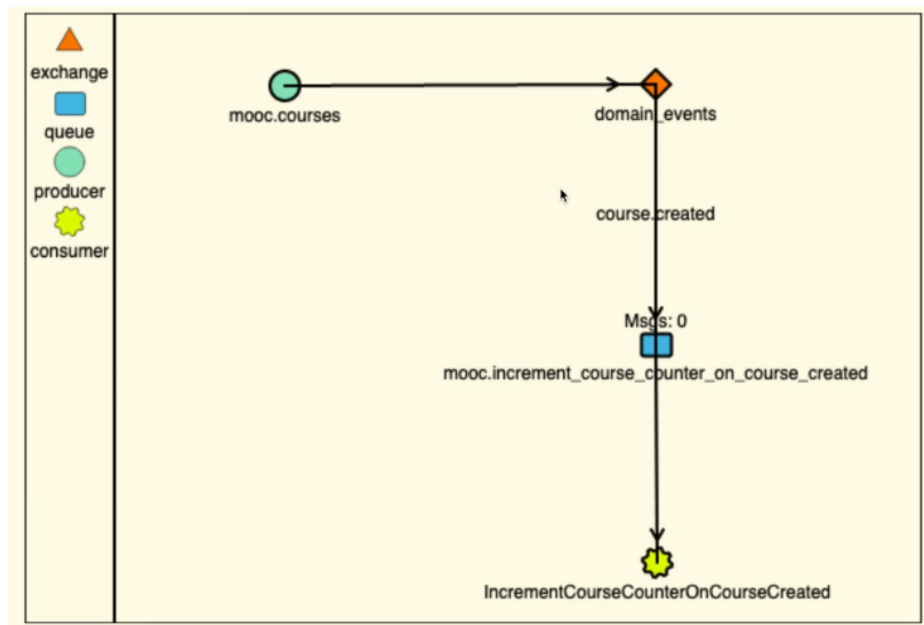 exchange
queue
producer
consumer
mooc.courses
domain_events
course.created
Msgs: 0
mooc.increment_course_counter_on_course_created
IncrementCourseCounterOnCourseCreated